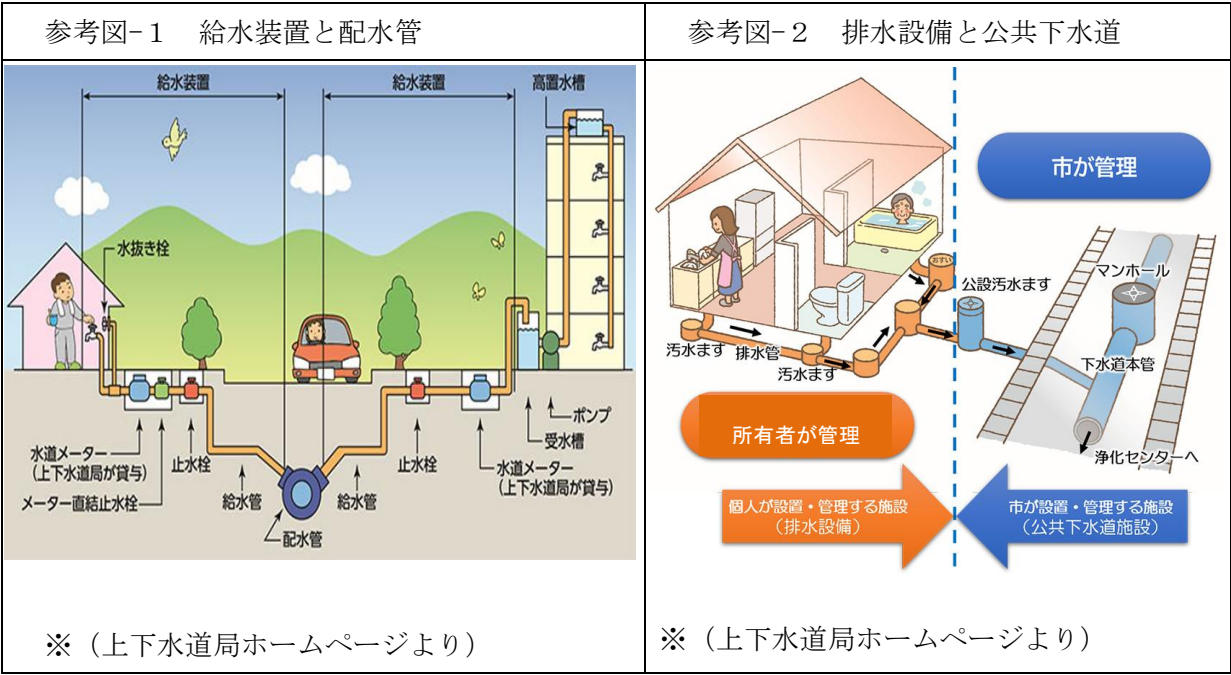 参考図-1 給水装置と配水管
給水装置
給水装置
高置水槽
水抜き栓
ポンプ
受水槽
水道メーター
(上下水道局が貸与)
止水栓
止水栓
水道メーター
(上下水道局が貸与)
メーター直結止水栓
給水管
給水管
配水管
※（上下水道局ホームページより）
参考図-2 排水設備と公共下水道
市が管理
おすい
マンホール
公設汚水ます
汚水ます
排水管
汚水ます
下水道本管
所有者が管理
浄化センターへ
個人が設置・管理する施設
（排水設備）
市が設置・管理する施設
（公共下水道施設）
※（上下水道局ホームページより）